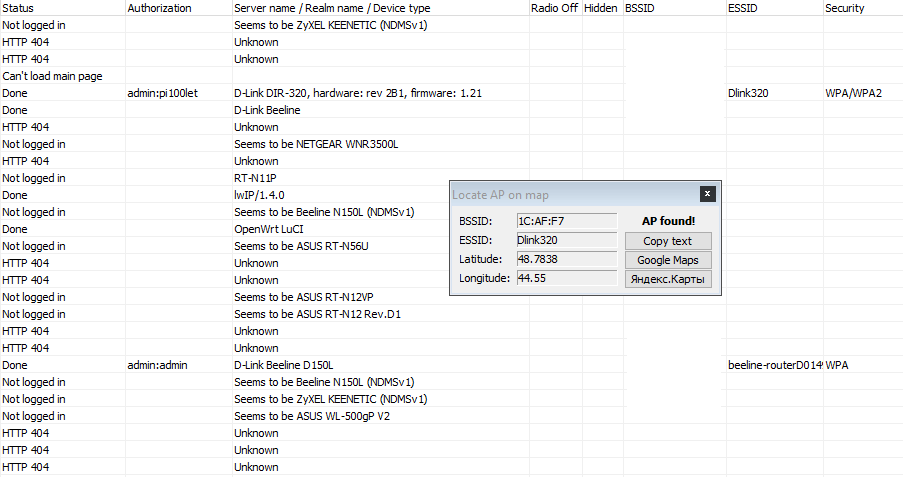 Status Authorization Server name / Realm name / Device type Radio Off Hidden BSSID ESSID Security
Not logged in Seems to be ZyXEL KEENETIC (NDMSv1)
HTTP 404 Unknown
HTTP 404 Unknown
Can't load main page
Done admin:pi100let D-Link DIR-320, hardware: rev 2B1, firmware: 1.21 Dlink320 WPA/WPA2
Done D-Link Beeline
HTTP 404 Unknown
Not logged in Seems to be NETGEAR WNR3500L
HTTP 404 Unknown
Not logged in RT-N11P
Done lwIP/1.4.0
Not logged in Seems to be Beeline N150L (NDMSv1)
Done OpenWrt LuCI
Not logged in Seems to be ASUS RT-N56U
HTTP 404 Unknown
HTTP 404 Unknown
Not logged in Seems to be ASUS RT-N12VP
Not logged in Seems to be ASUS RT-N12 Rev.D1
HTTP 404 Unknown
HTTP 404 Unknown
Done admin:admin D-Link Beeline D150L beeline-routerD014 WPA
Not logged in Seems to be Beeline N150L (NDMSv1)
Not logged in Seems to be ZyXEL KEENETIC (NDMSv1)
Not logged in Seems to be ASUS WL-500gP V2
HTTP 404 Unknown
HTTP 404 Unknown
HTTP 404 Unknown
Locate AP on map x
BSSID: 1C:AF:F7 AP found!
ESSID: Dlink320 Copy text
Latitude: 48.7838 Google Maps
Longitude: 44.55 Яндекс.Карты